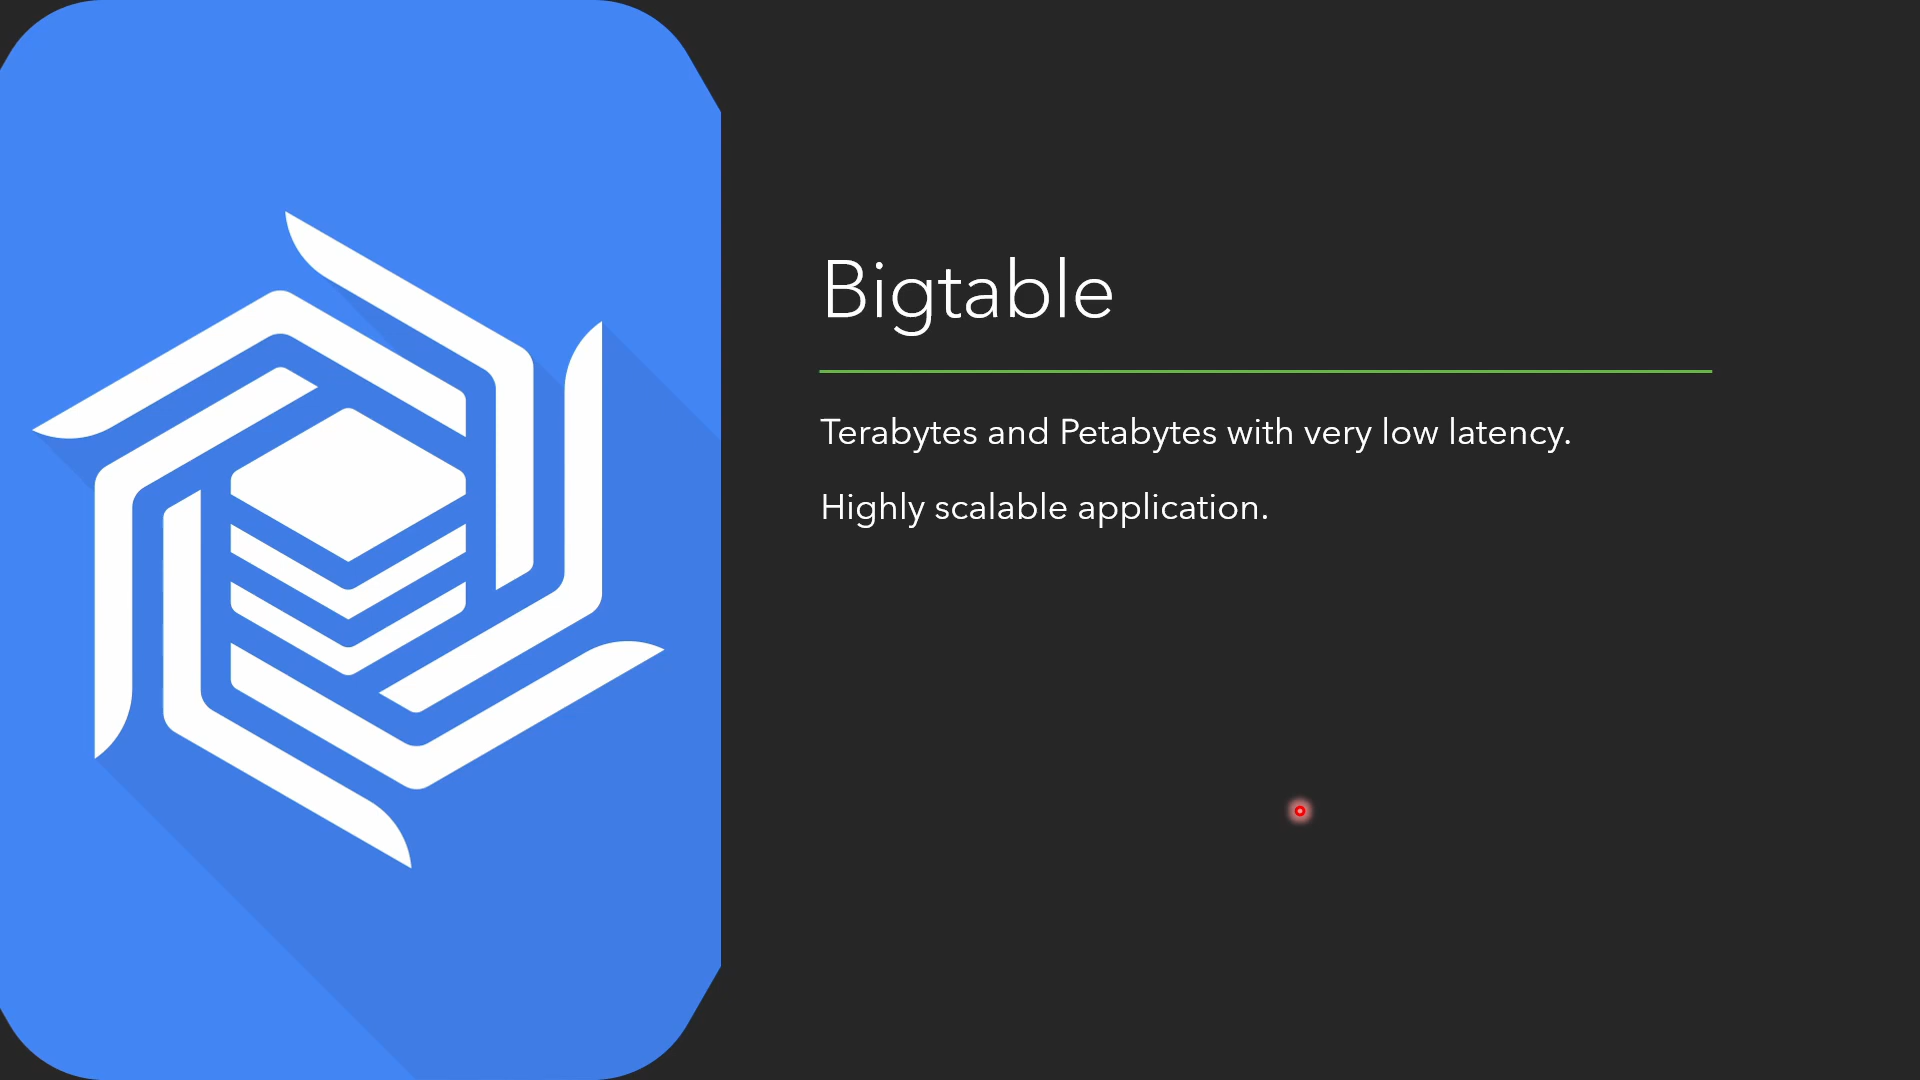 Bigtable
Terabytes and Petabytes with very low latency.
Highly scalable application.